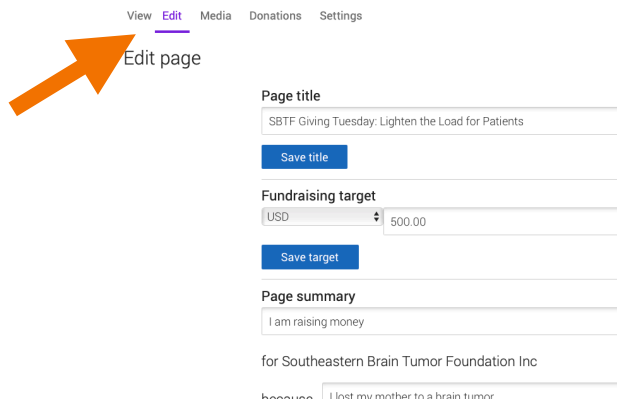 View Edit Media Donations Settings
Edit page
Page title
SBTF Giving Tuesday: Lighten the Load for Patients
Save title
Fundraising target
USD 500.00
Save target
Page summary
I am raising money
for Southeastern Brain Tumor Foundation Inc
because I lost my mother to a brain tumor